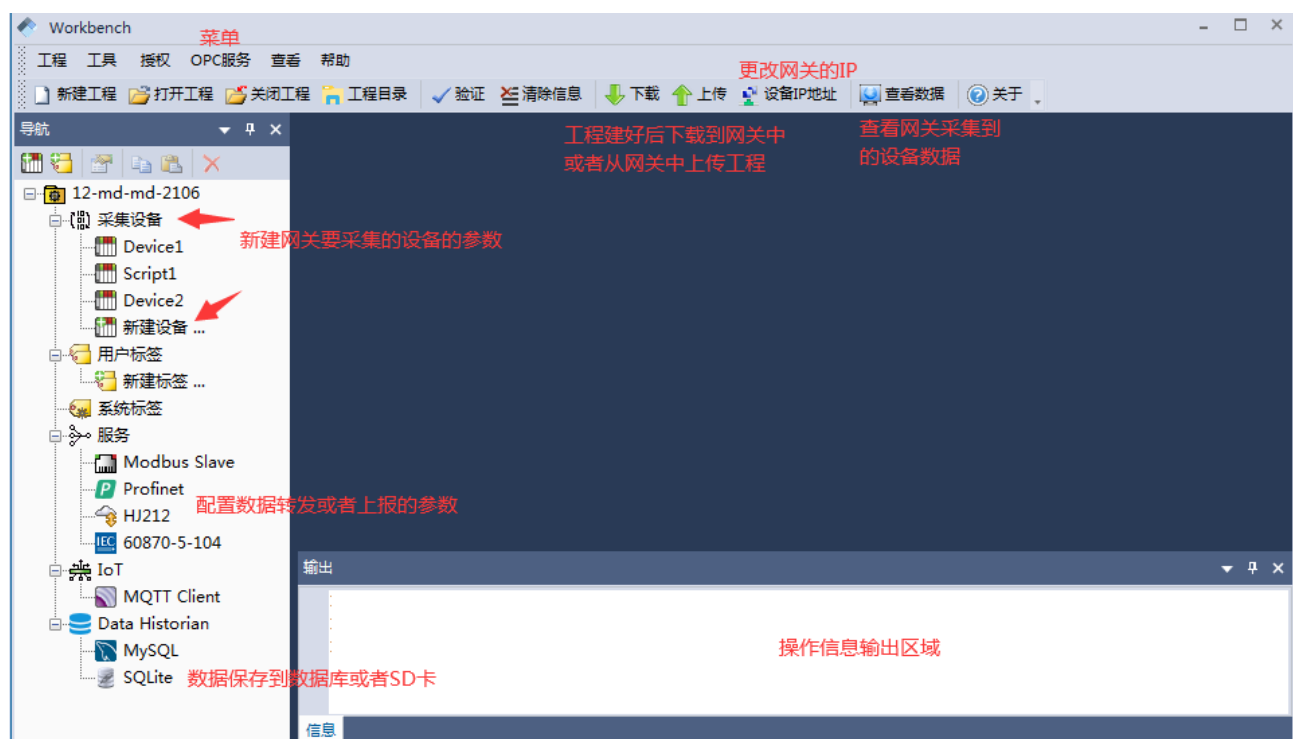 Workbench
菜单
工程 工具 授权 OPC服务 查看 帮助
更改网关的IP
新建工程 打开工程 关闭工程 工程目录 验证 清除信息 下载 上传 设备IP地址 查看数据 关于
导航
工程建好后下载到网关中
或者从网关中上传工程
查看网关采集到
的设备数据
12-md-md-2106
采集设备
新建网关要采集的设备的参数
Device1
Script1
Device2
新建设备 ...
用户标签
新建标签 ...
系统标签
服务
Modbus Slave
Profinet
配置数据转发或者上报的参数
HJ212
IEC 60870-5-104
IoT
MQTT Client
Data Historian
MySQL
SQLite 数据保存到数据库或者SD卡
输出
操作信息输出区域
信息